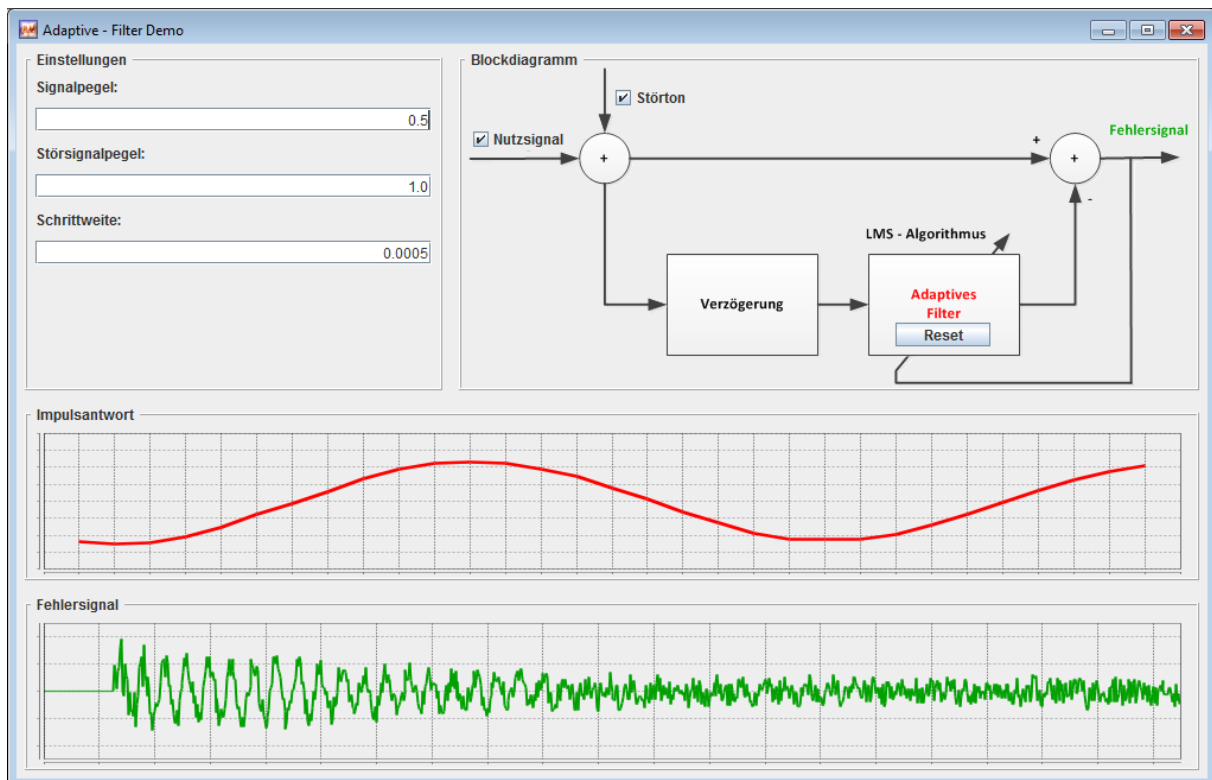 Adaptive - Filter Demo
Einstellungen
Signalpegel:
0.5
Störsignalpegel:
1.0
Schrittweite:
0.0005
Blockdiagramm
Störton
Nutzsignal
+
+
+
Fehlersignal
-
LMS - Algorithmus
Verzögerung
Adaptives
Filter
Reset
Impulsantwort
Fehlersignal